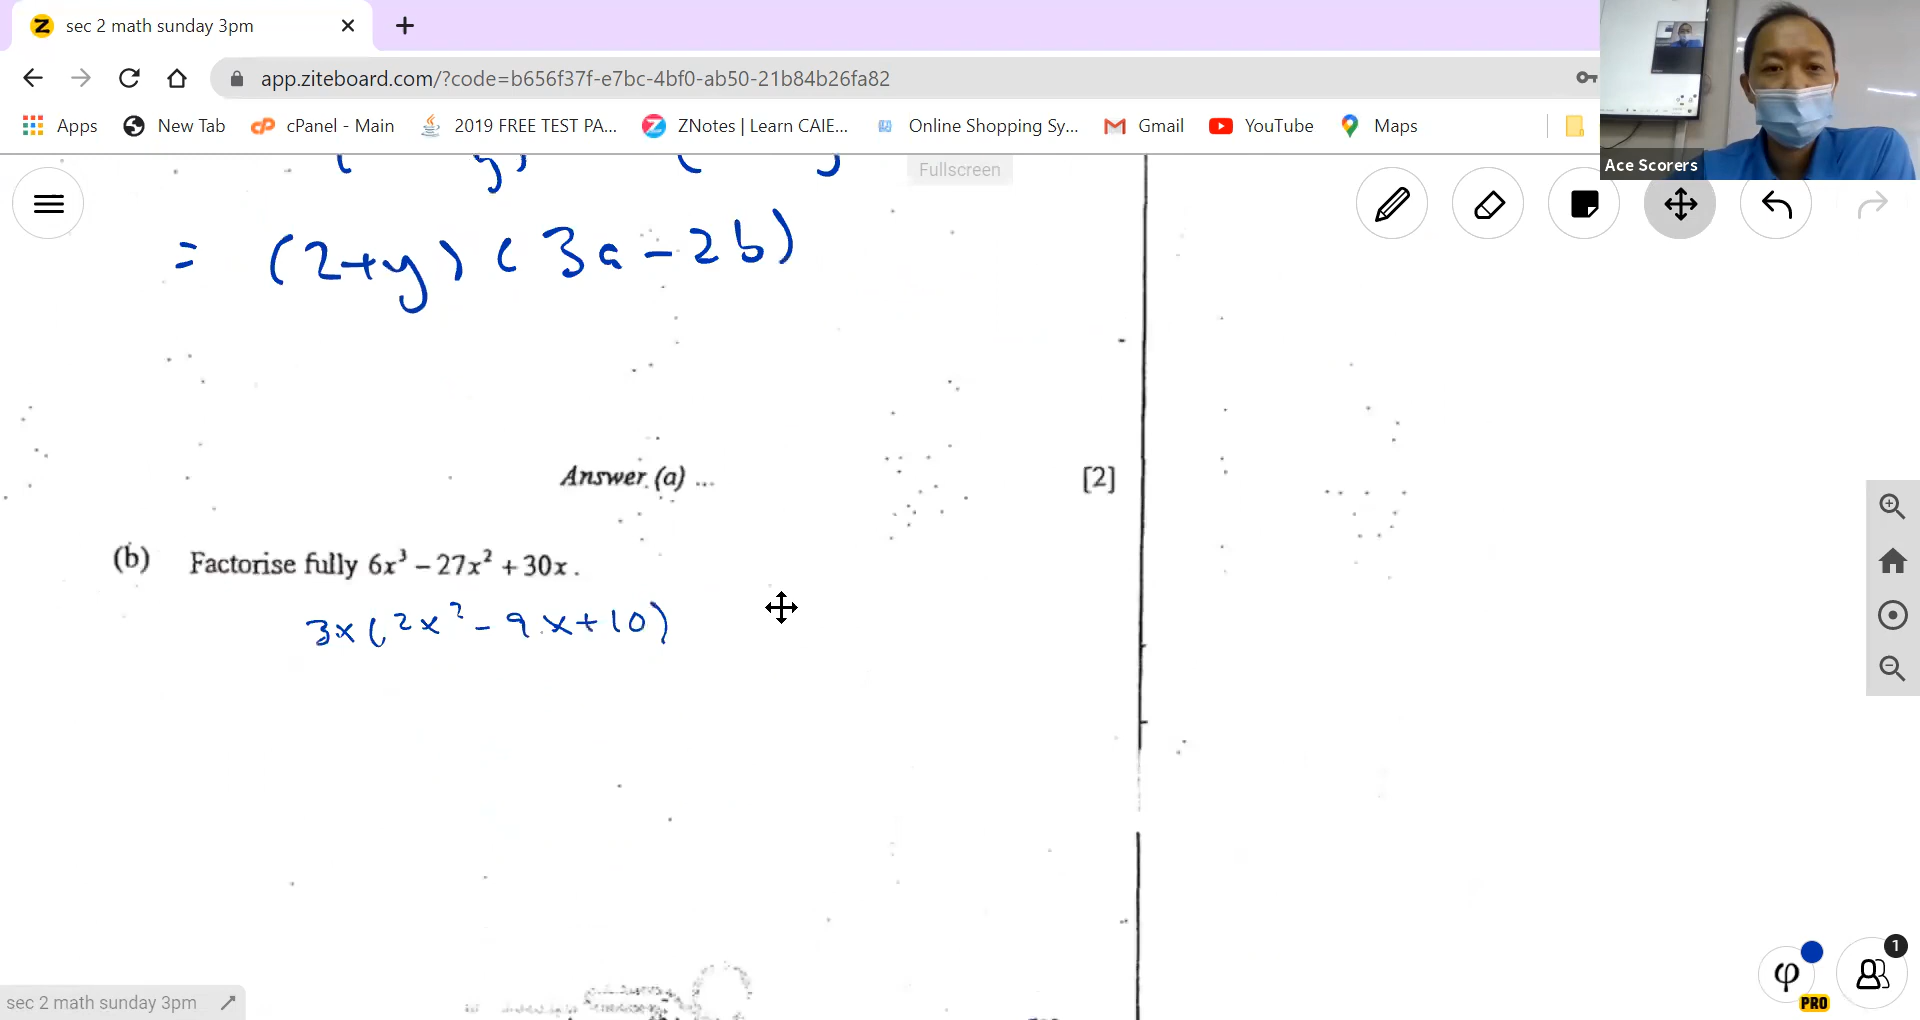 sec 2 math sunday 3pm
app.ziteboard.com/?code=b656f37f-e7bc-4bf0-ab50-21b84b26fa82
Apps New Tab cPanel - Main 2019 FREE TEST PA... ZNotes | Learn CAIE... Online Shopping Sy... Gmail YouTube Maps
Ace Scorers
Fullscreen
= (2+y)(3a-2b)
Answer (a) ... [2]
(b) Factorise fully 6x³ – 27x² + 30x.
3x(2x²-9x+10)
1
PRO
sec 2 math sunday 3pm